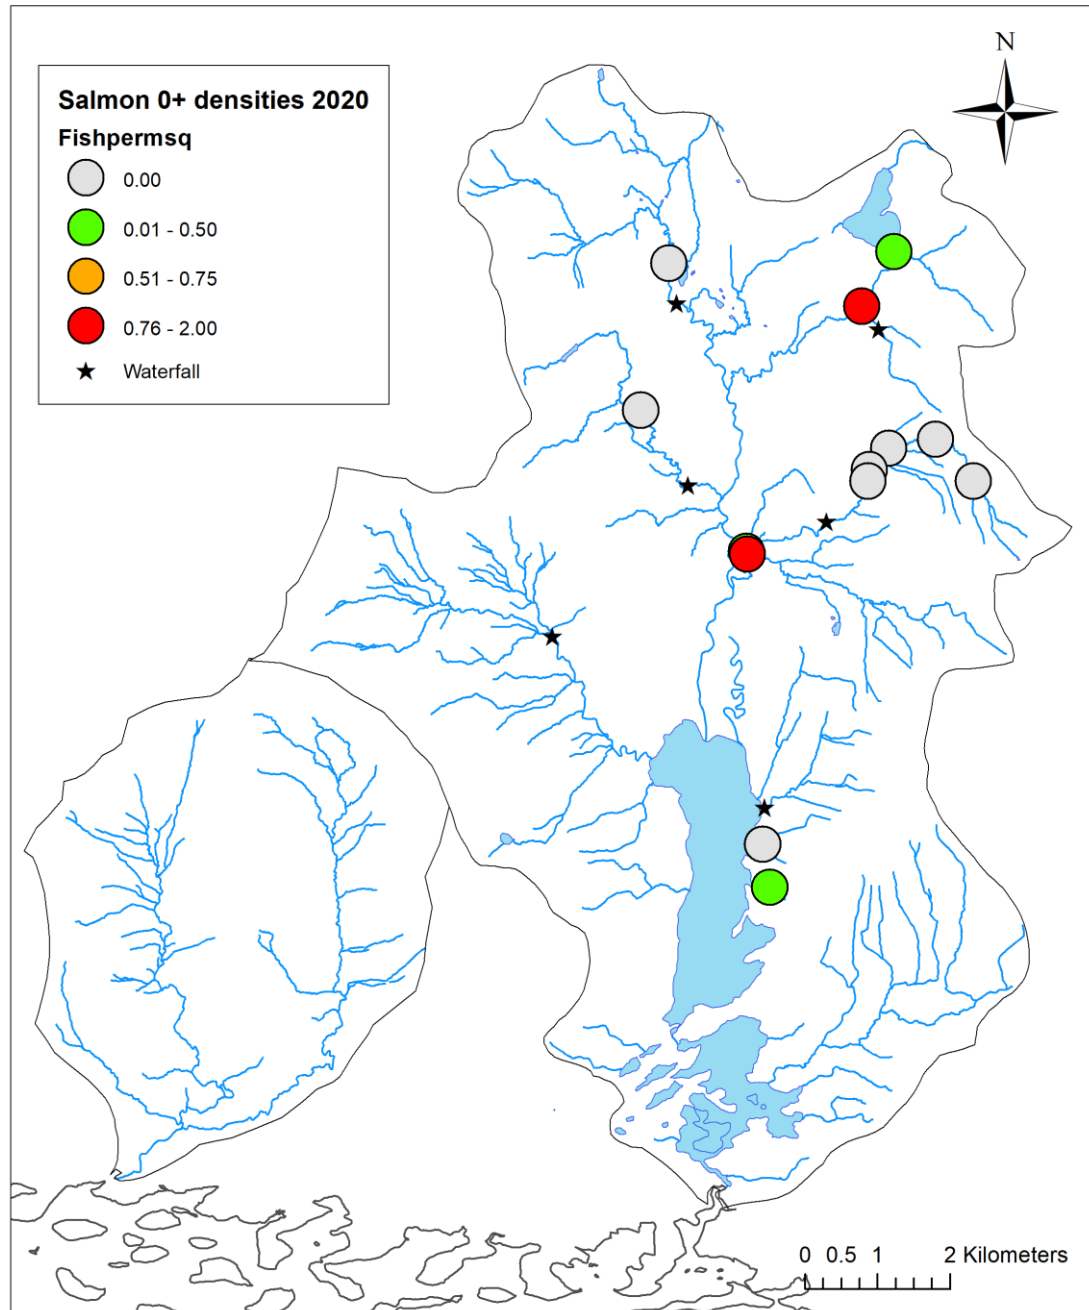 N
Salmon 0+ densities 2020
Fishpermsq
0.00
0.01 - 0.50
0.51 - 0.75
0.76 - 2.00
Waterfall
0 0.5 1 2 Kilometers